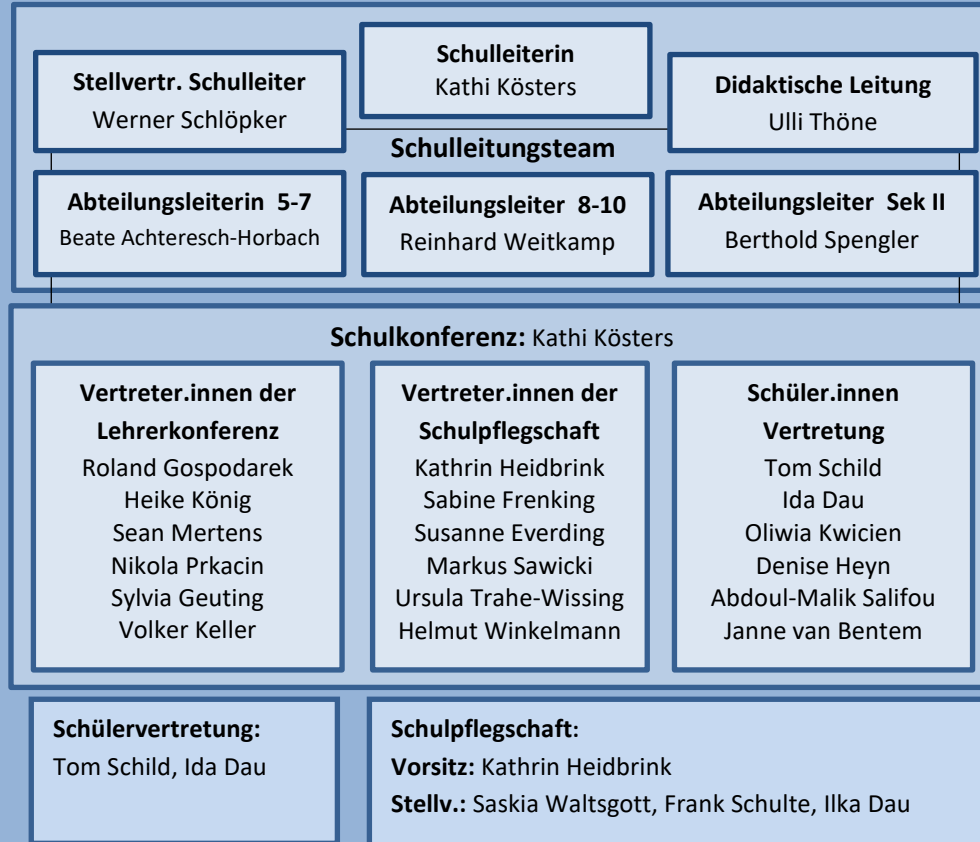 Schulleiterin
Kathi Kösters
Stellvertr. Schulleiter
Werner Schlöpker
Didaktische Leitung
Ulli Thöne
Schulleitungsteam
Abteilungsleiterin 5-7
Beate Achteresch-Horbach
Abteilungsleiter 8-10
Reinhard Weitkamp
Abteilungsleiter Sek II
Berthold Spengler
Schulkonferenz: Kathi Kösters
Vertreter.innen der
Lehrerkonferenz
Roland Gospodarek
Heike König
Sean Mertens
Nikola Prkacin
Sylvia Geuting
Volker Keller
Vertreter.innen der
Schulpflegschaft
Kathrin Heidbrink
Sabine Frenking
Susanne Everding
Markus Sawicki
Ursula Trahe-Wissing
Helmut Winkelmann
Schüler.innen
Vertretung
Tom Schild
Ida Dau
Oliwia Kwicien
Denise Heyn
Abdoul-Malik Salifou
Janne van Bentem
Schülervertretung:
Tom Schild, Ida Dau
Schulpflegschaft:
Vorsitz: Kathrin Heidbrink
Stellv.: Saskia Waltsgott, Frank Schulte, Ilka Dau